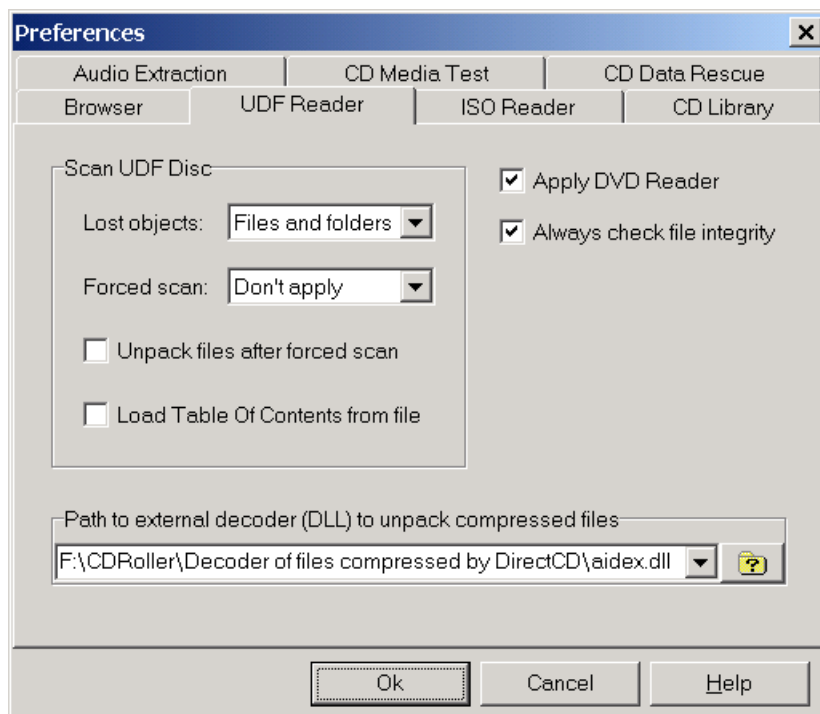 Preferences
Audio Extraction
CD Media Test
CD Data Rescue
Browser
UDF Reader
ISO Reader
CD Library
Scan UDF Disc
Lost objects:
Files and folders
Forced scan:
Don't apply
Unpack files after forced scan
Load Table Of Contents from file
Apply DVD Reader
Always check file integrity
Path to external decoder (DLL) to unpack compressed files
F:\CDRoller\Decoder of files compressed by DirectCD\aidex.dll
?
Ok
Cancel
Help